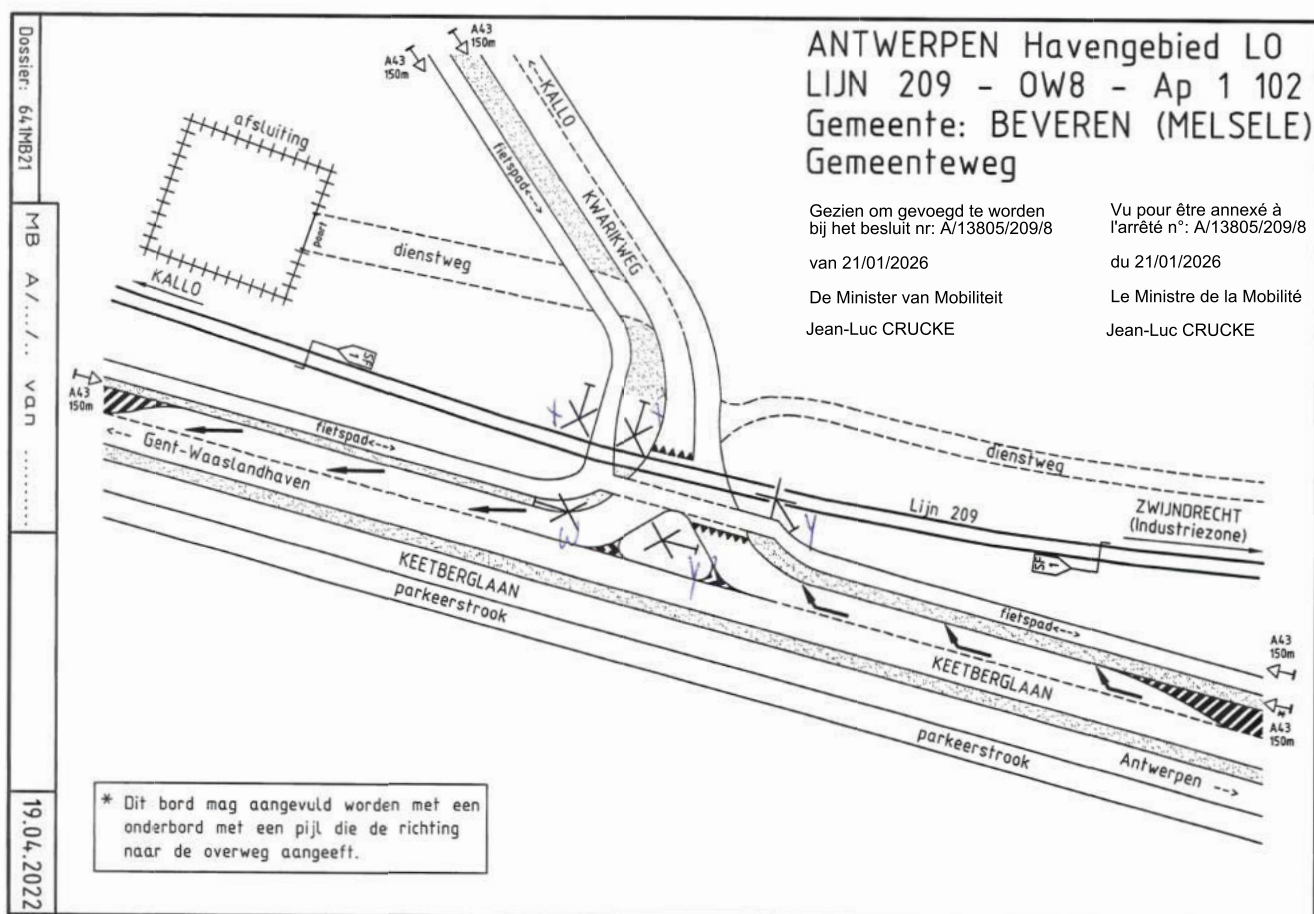 Dossier: 641MB21
MB A/.../.. van .........
19.04.2022
ANTWERPEN Havengebied LO
LIJN 209 - OW8 - Ap 1 102
Gemeente: BEVEREN (MELSELE)
Gemeenteweg
Gezien om gevoegd te worden
bij het besluit nr: A/13805/209/8
van 21/01/2026
De Minister van Mobiliteit
Jean-Luc CRUCKE
Vu pour être annexé à
l'arrêté n°: A/13805/209/8
du 21/01/2026
Le Ministre de la Mobilité
Jean-Luc CRUCKE
A43
150m
A43
150m
<--KALLO
fietspad<-->
KWARIKWEG
afsluiting
poort
dienstweg
KALLO
SF
1
A43
150m
fietspad<-->
<-- Gent-Waaslandhaven
x
w
y
dienstweg
Lijn 209
ZWIJNDRECHT
(Industriezone)
SF
1
KEETBERGLAAN
parkeerstrook
fietspad<-->
A43
150m
KEETBERGLAAN
*
A43
150m
parkeerstrook
Antwerpen -->
* Dit bord mag aangevuld worden met een
onderbord met een pijl die de richting
naar de overweg aangeeft.